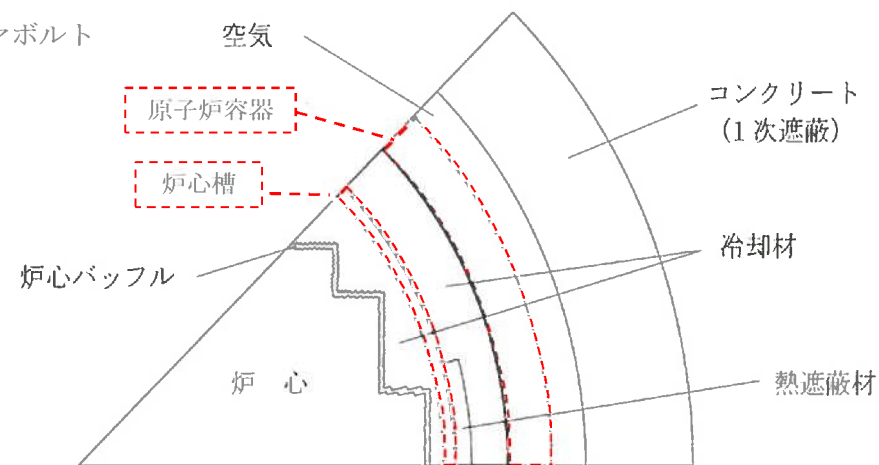 ボルト
空気
原子炉容器
コンクリート
(1次遮蔽)
炉心槽
冷却材
炉心バッフル
炉 心
熱遮蔽材